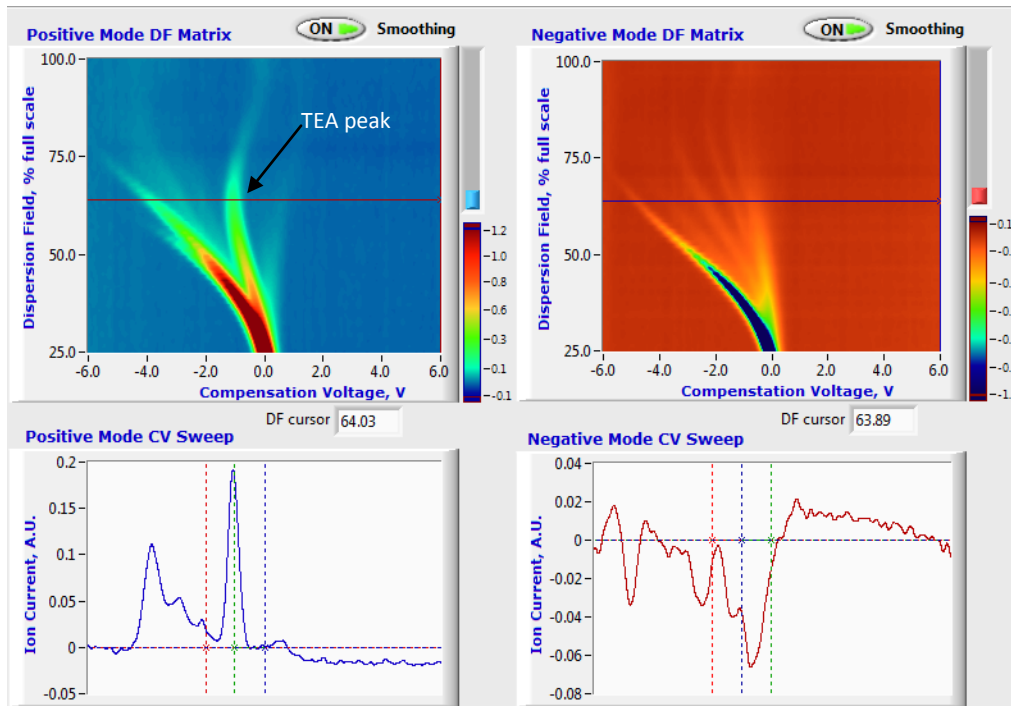 Positive Mode DF Matrix
ON
Smoothing
Dispersion Field, % full scale
100.0
75.0
50.0
25.0
TEA peak
-6.0 -4.0 -2.0 0.0 2.0 4.0 6.0
Compensation Voltage, V
1.2
1.0
0.8
0.6
0.3
0.1
-0.1
DF cursor 64.03
Negative Mode DF Matrix
ON
Smoothing
Dispersion Field, % full scale
100.0
75.0
50.0
25.0
-6.0 -4.0 -2.0 0.0 2.0 4.0 6.0
Compenstation Voltage, V
DF cursor 63.89
Positive Mode CV Sweep
Ion Current, A.U.
0.2
0.15
0.1
0.05
0
-0.05
Negative Mode CV Sweep
Ion Current, A.U.
0.04
0.02
0
-0.02
-0.04
-0.06
-0.08